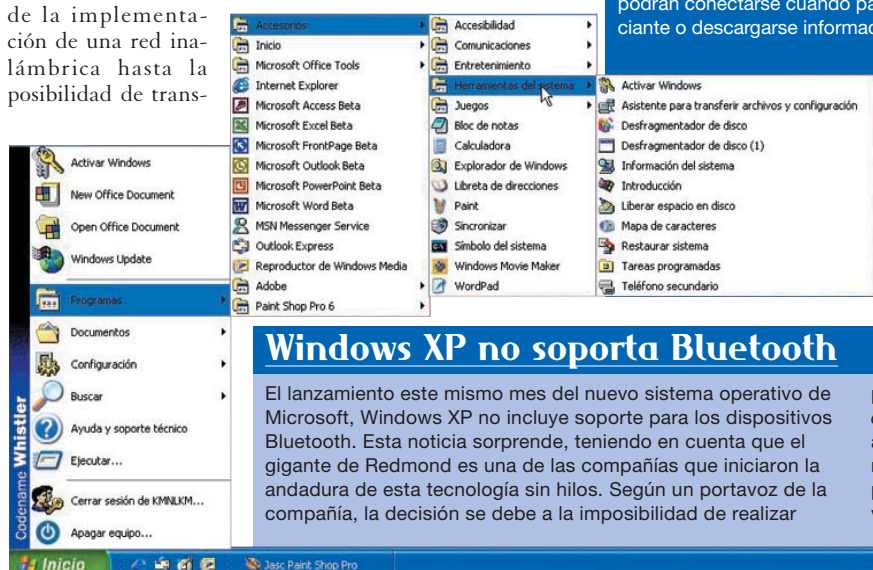 de la implementa-
ción de una red ina-
lámbrica hasta la
posibilidad de trans-
podrán conectarse cuando
ciante o descargarse
Accesorios
Inicio
Microsoft Office Tools
Internet Explorer
Microsoft Access Beta
Microsoft Excel Beta
Microsoft FrontPage Beta
Microsoft Outlook Beta
Microsoft PowerPoint Beta
Microsoft Word Beta
MSN Messenger Service
Outlook Express
Reproductor de Windows Media
Adobe
Paint Shop Pro 6
Accesibilidad
Comunicaciones
Entretenimiento
Herramientas del sistema
Juegos
Bloc de notas
Calculadora
Explorador de Windows
Libreta de direcciones
Paint
Sincronizar
Símbolo del sistema
Windows Movie Maker
WordPad
Activar Windows
Asistente para transferir archivos y configuración
Desfragmentador de disco
Desfragmentador de disco (1)
Información del sistema
Introducción
Liberar espacio en disco
Mapa de caracteres
Restaurar sistema
Tareas programadas
Teléfono secundario
Activar Windows
New Office Document
Open Office Document
Windows Update
Programas
Documentos
Configuración
Buscar
Ayuda y soporte técnico
Ejecutar...
Cerrar sesión de KMNLKM...
Apagar equipo...
Codename Whistler
Inicio
Jasc Paint Shop Pro
Windows XP no soporta Bluetooth
El lanzamiento este mismo mes del nuevo sistema operativo de
Microsoft, Windows XP no incluye soporte para los dispositivos
Bluetooth. Esta noticia sorprende, teniendo en cuenta que el
gigante de Redmond es una de las compañías que iniciaron la
andadura de esta tecnología sin hilos. Según un portavoz de la
compañía, la decisión se debe a la imposibilidad de realizar